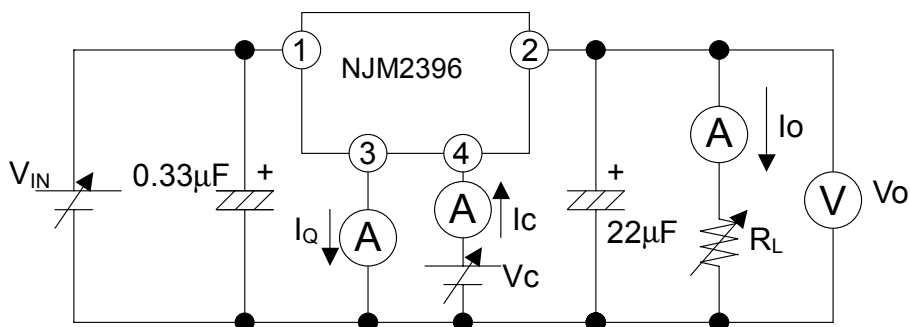 1
2
NJM2396
3
4
V_IN
0.33μF
+
+
A
Io
A
Ic
V
Vo
I_Q
A
22μF
R_L
Vc